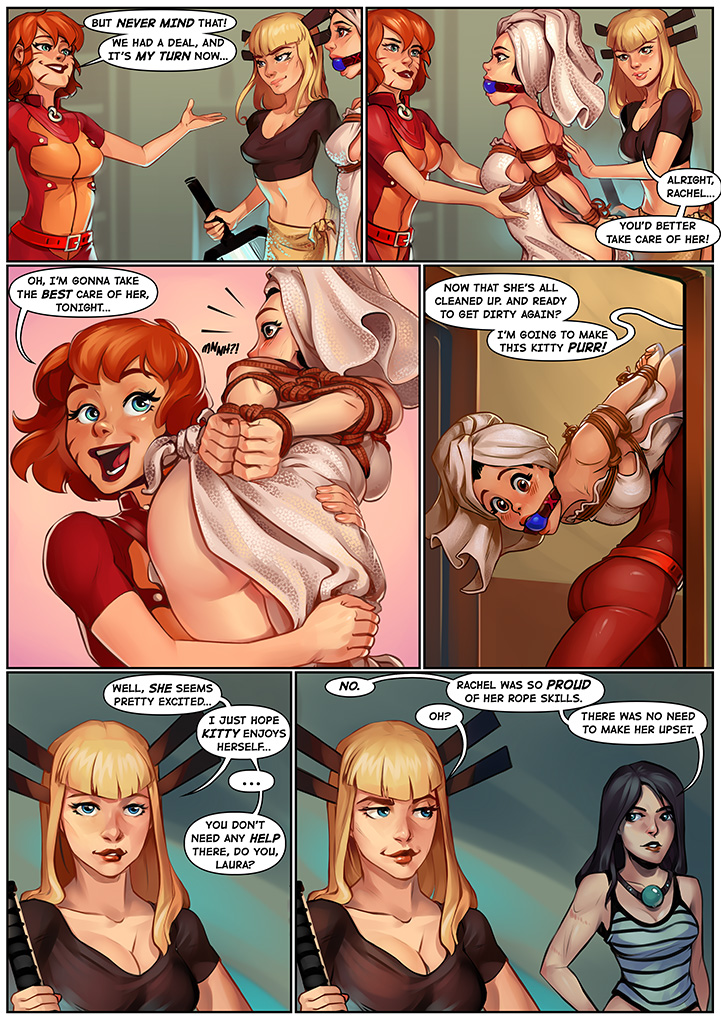 BUT NEVER MIND THAT!
WE HAD A DEAL, AND
IT'S MY TURN NOW...
ALRIGHT,
RACHEL...
YOU'D BETTER
TAKE CARE OF HER!
OH, I'M GONNA TAKE
THE BEST CARE OF HER,
TONIGHT...
MNNH?!
NOW THAT SHE'S ALL
CLEANED UP. AND READY
TO GET DIRTY AGAIN?
I'M GOING TO MAKE
THIS KITTY PURR!
WELL, SHE SEEMS
PRETTY EXCITED...
I JUST HOPE
KITTY ENJOYS
HERSELF...
...
YOU DON'T
NEED ANY HELP
THERE, DO YOU,
LAURA?
NO.
RACHEL WAS SO PROUD
OF HER ROPE SKILLS.
OH?
THERE WAS NO NEED
TO MAKE HER UPSET.